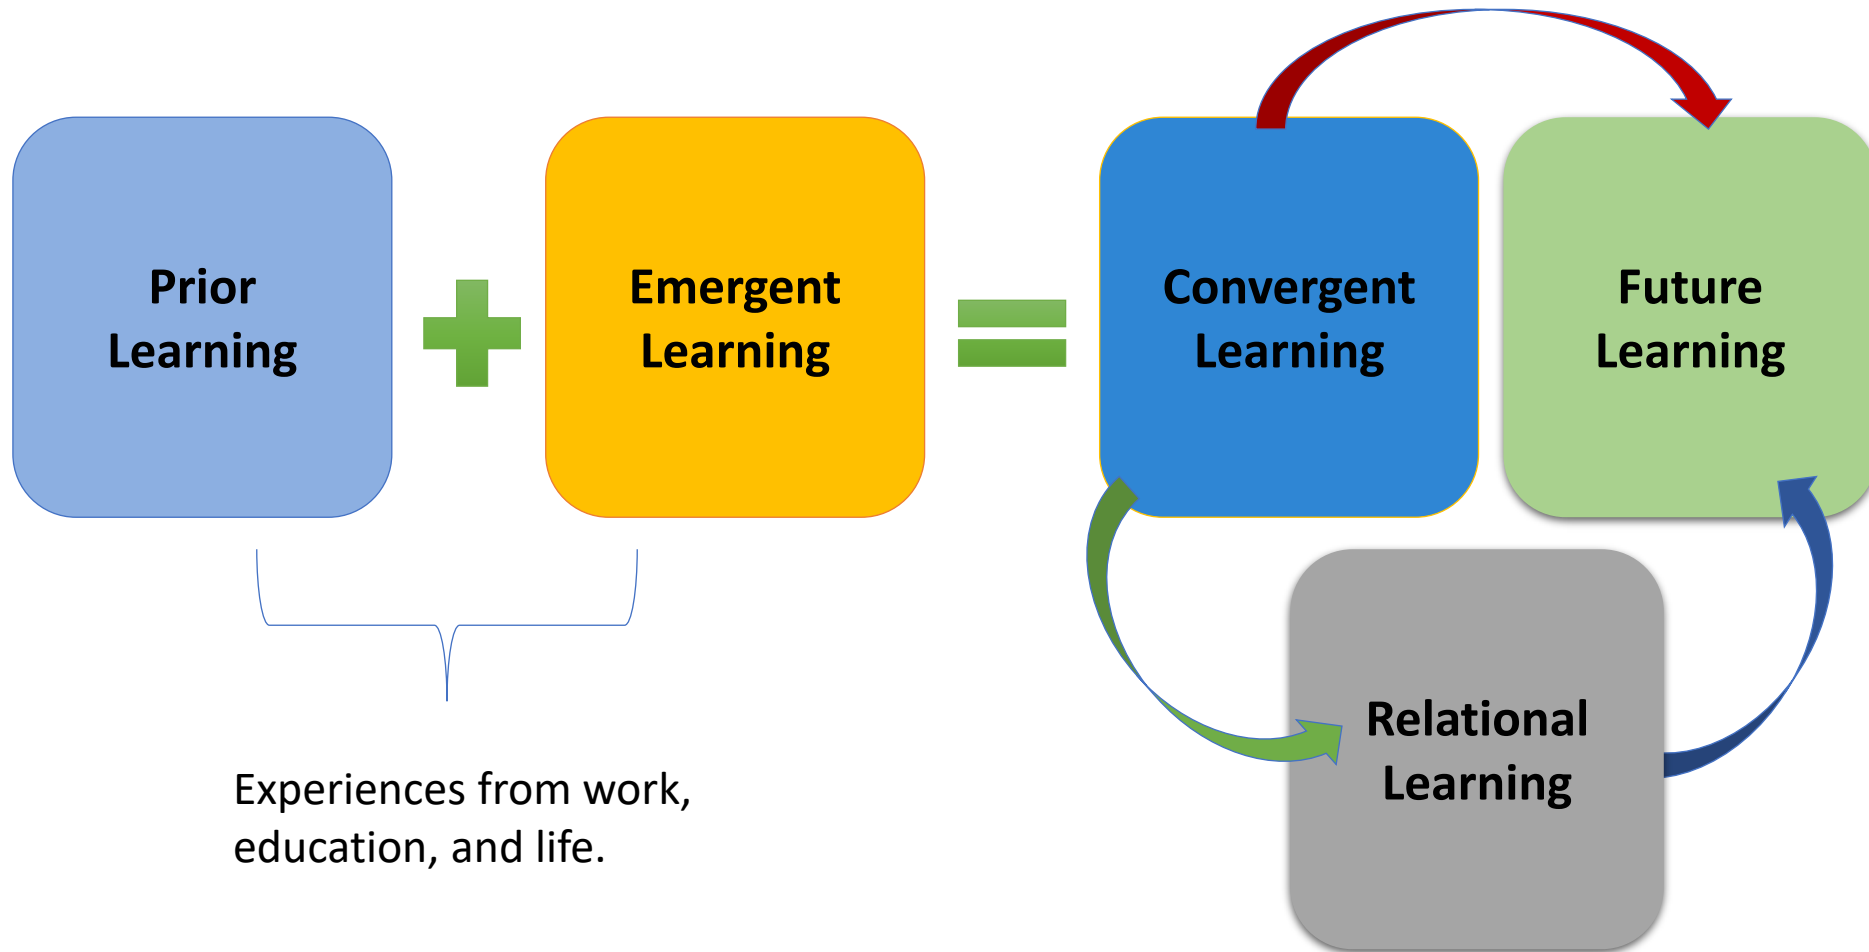 Prior
Learning
Emergent
Learning
Convergent
Learning
Future
Learning
Relational
Learning
Experiences from work,
education, and life.